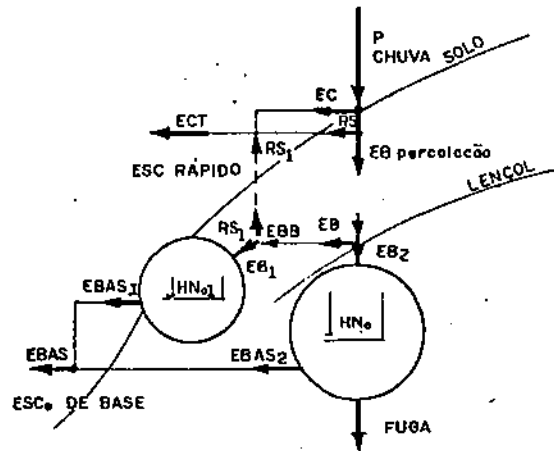 P
CHUVA
SOLO
EC
ECT
RS
RS₁
EB percolação
ESC RÁPIDO
LENÇOL
RS₁
EBB
EB
EB₁
EB₂
EBAS₁
HNo1
HNo
EBAS
EBAS₂
ESCo DE BASE
FUGA